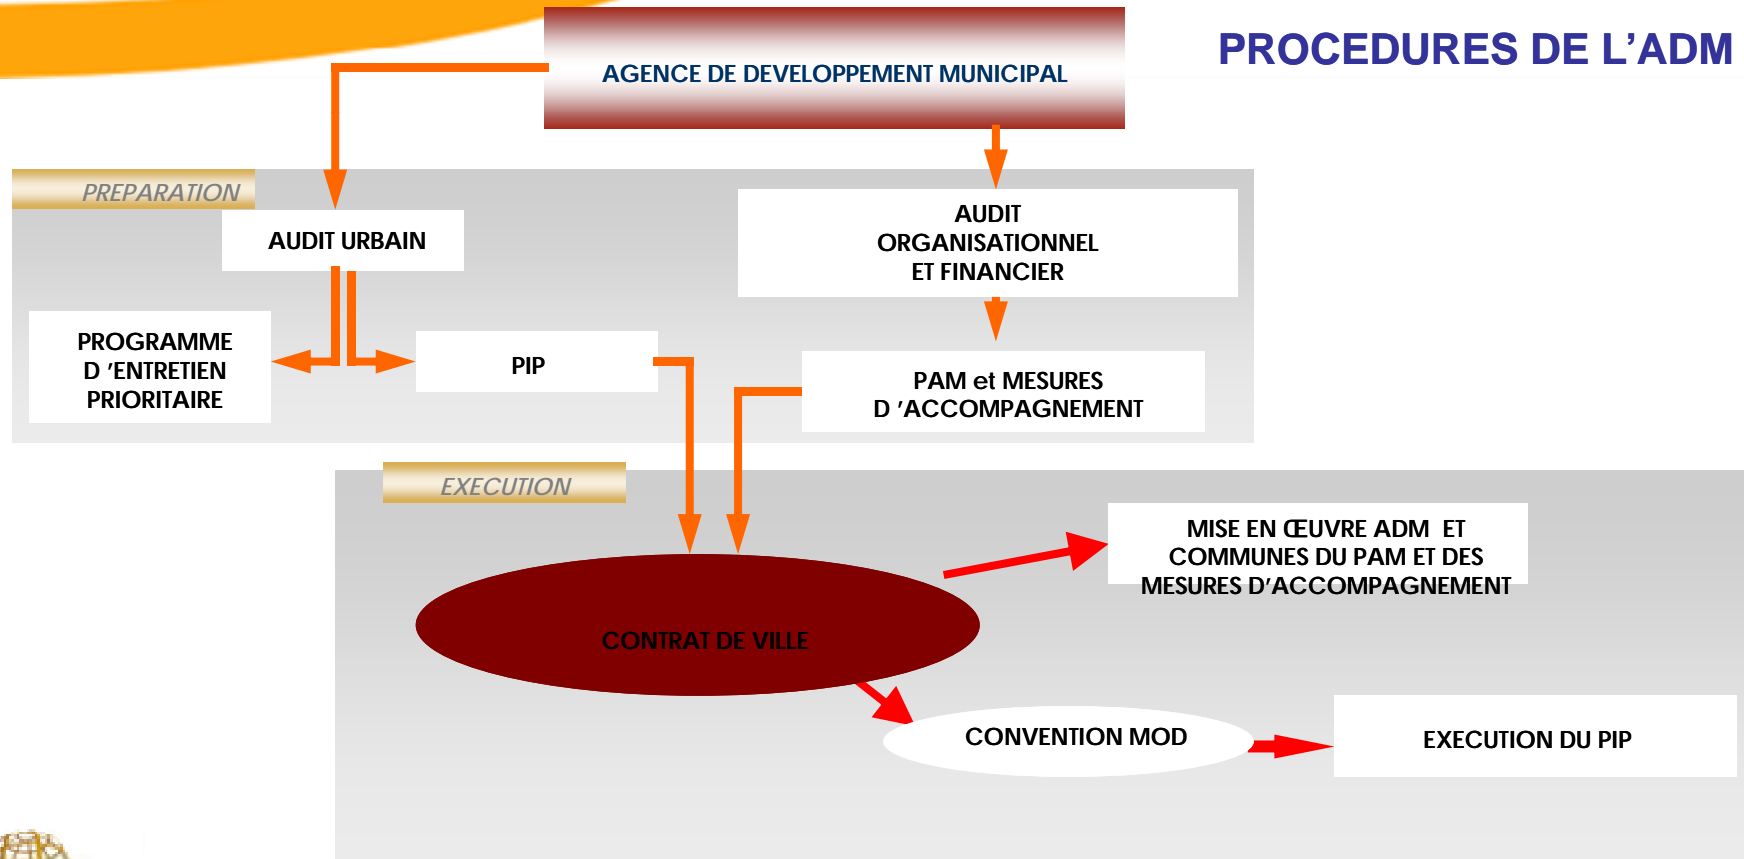 PROCEDURES DE L’ADM
AGENCE DE DEVELOPPEMENT MUNICIPAL
PREPARATION
AUDIT URBAIN
AUDIT
ORGANISATIONNEL
ET FINANCIER
PROGRAMME
D ’ENTRETIEN
PRIORITAIRE
PIP
PAM et MESURES
D ’ACCOMPAGNEMENT
EXECUTION
MISE EN ŒUVRE ADM  ET
COMMUNES DU PAM ET DES
MESURES D’ACCOMPAGNEMENT
CONTRAT DE VILLE
CONVENTION MOD
EXECUTION DU PIP